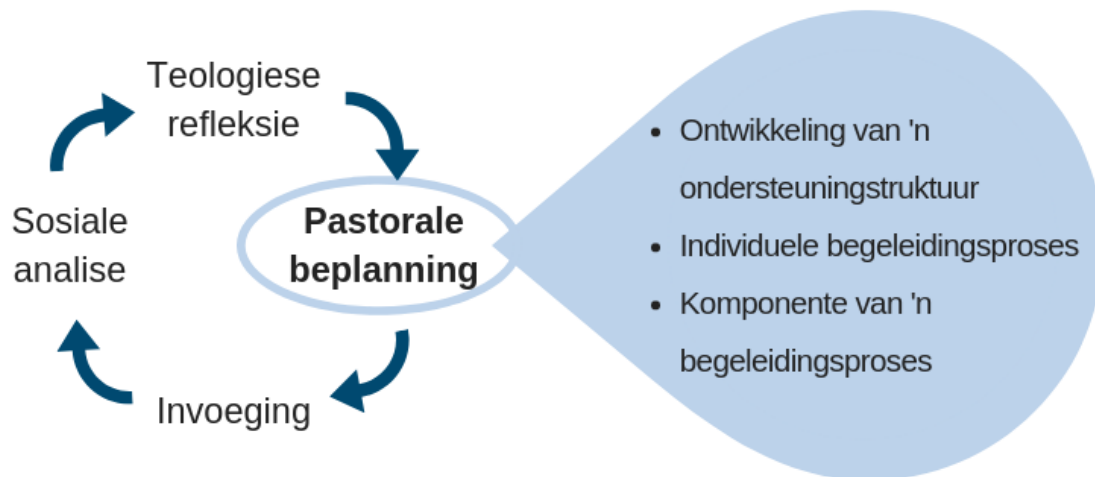 Teologiese
refleksie
Pastorale
beplanning
Invoeging
Sosiale
analise
• Ontwikkeling van 'n
ondersteuningstruktuur
• Individuele begeleidingsproses
• Komponente van 'n
begeleidingsproses